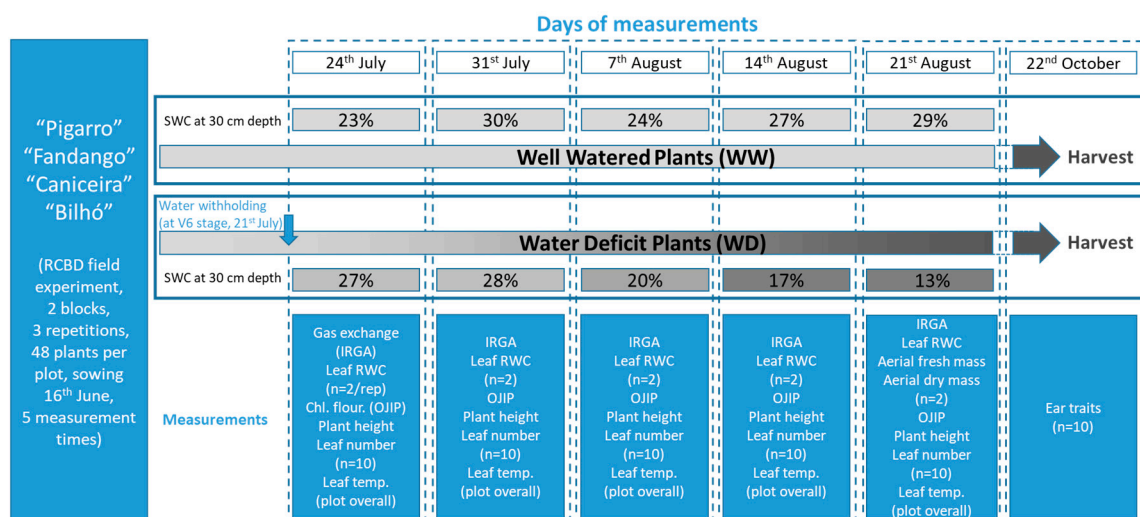 Days of measurements
24th July
31st July
7th August
14th August
21st August
22nd October
“Pigarro”
“Fandango”
“Caniceira”
“Bilhó”
(RCBD field
experiment,
2 blocks,
3 repetitions,
48 plants per
plot, sowing
16th June,
5 measurement
times)
SWC at 30 cm depth
23%
30%
24%
27%
29%
Well Watered Plants (WW)
Harvest
Water withholding
(at V6 stage, 21st July)
Water Deficit Plants (WD)
Harvest
SWC at 30 cm depth
27%
28%
20%
17%
13%
Measurements
Gas exchange
(IRGA)
Leaf RWC
(n=2/rep)
Chl. flour. (OJIP)
Plant height
Leaf number
(n=10)
Leaf temp.
(plot overall)
IRGA
Leaf RWC
(n=2)
OJIP
Plant height
Leaf number
(n=10)
Leaf temp.
(plot overall)
IRGA
Leaf RWC
(n=2)
OJIP
Plant height
Leaf number
(n=10)
Leaf temp.
(plot overall)
IRGA
Leaf RWC
(n=2)
OJIP
Plant height
Leaf number
(n=10)
Leaf temp.
(plot overall)
IRGA
Leaf RWC
Aerial fresh mass
Aerial dry mass
(n=2)
OJIP
Plant height
Leaf number
(n=10)
Leaf temp.
(plot overall)
Ear traits
(n=10)